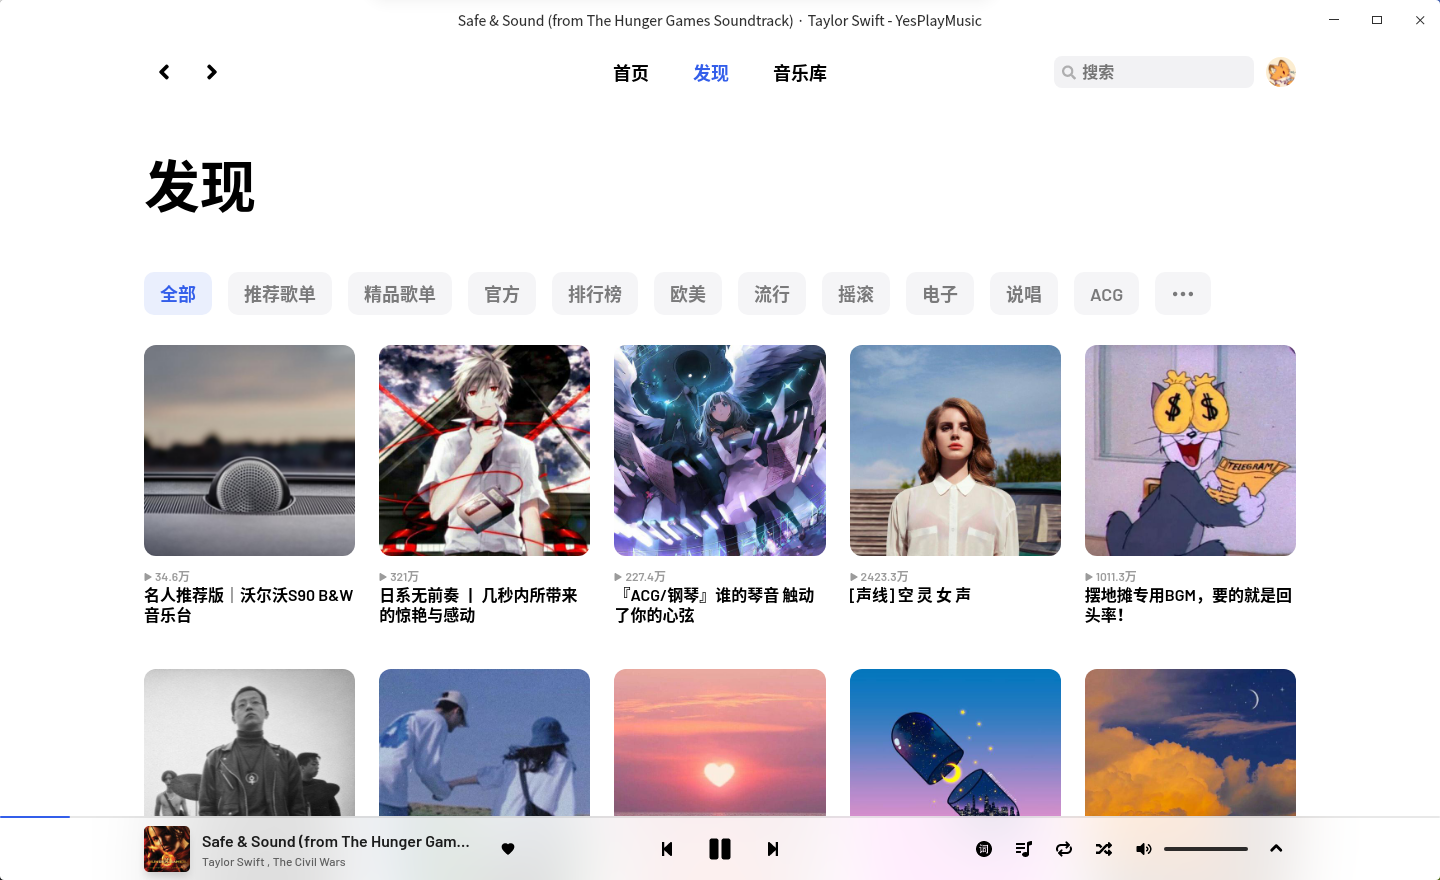 Safe & Sound (from The Hunger Games Soundtrack) · Taylor Swift - YesPlayMusic
首页 发现 音乐库 搜索
发现
全部 推荐歌单 精品歌单 官方 排行榜 欧美 流行 摇滚 电子 说唱 ACG
TELEGRAM
34.6万 321万 227.4万 2423.3万 1011.3万
名人推荐版｜沃尔沃S90 B&W音乐台
日系无前奏 丨 几秒内所带来的惊艳与感动
『ACG/钢琴』谁的琴音 触动了你的心弦
[声线] 空 灵 女 声
摆地摊专用BGM，要的就是回头率！
Safe & Sound (from The Hunger Gam...
Taylor Swift , The Civil Wars
词